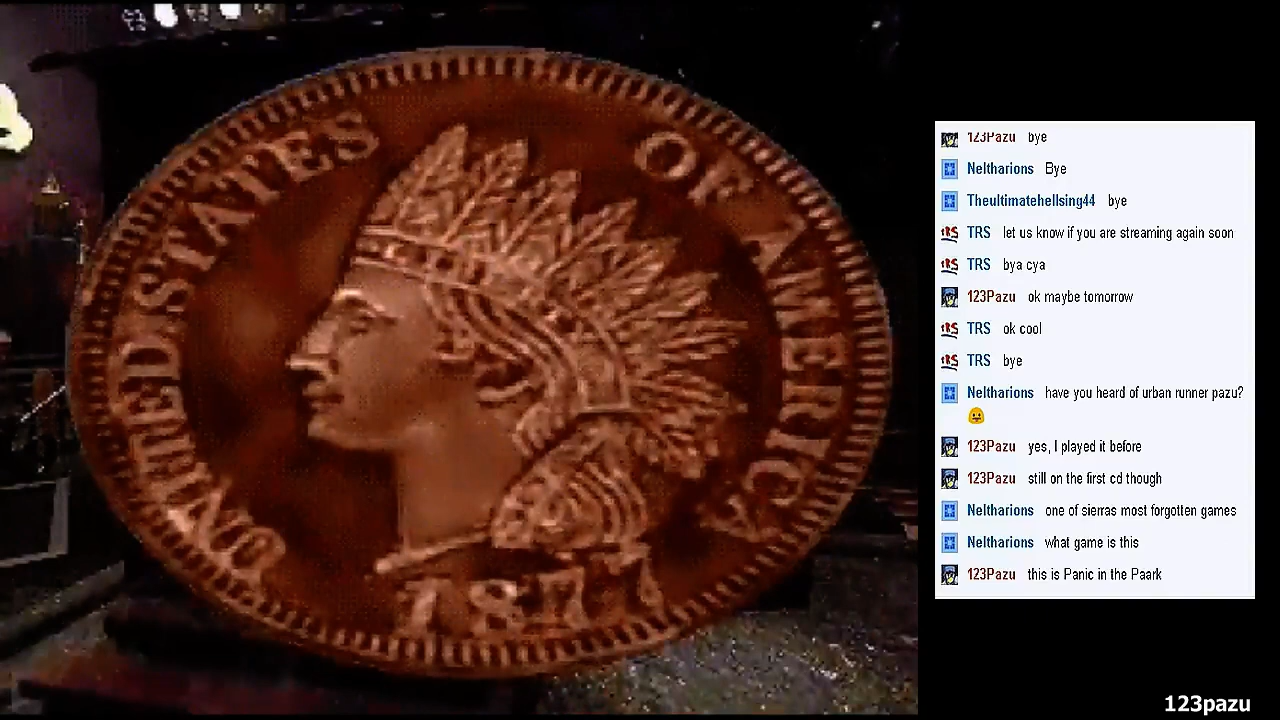 UNITED STATES OF AMERICA
1877
123Pazu bye
Neltharions Bye
Theultimatehellsing44 bye
TRS let us know if you are streaming again soon
TRS bya cya
123Pazu ok maybe tomorrow
TRS ok cool
TRS bye
Neltharions have you heard of urban runner pazu?
123Pazu yes, I played it before
123Pazu still on the first cd though
Neltharions one of sierras most forgotten games
Neltharions what game is this
123Pazu this is Panic in the Paark
123pazu